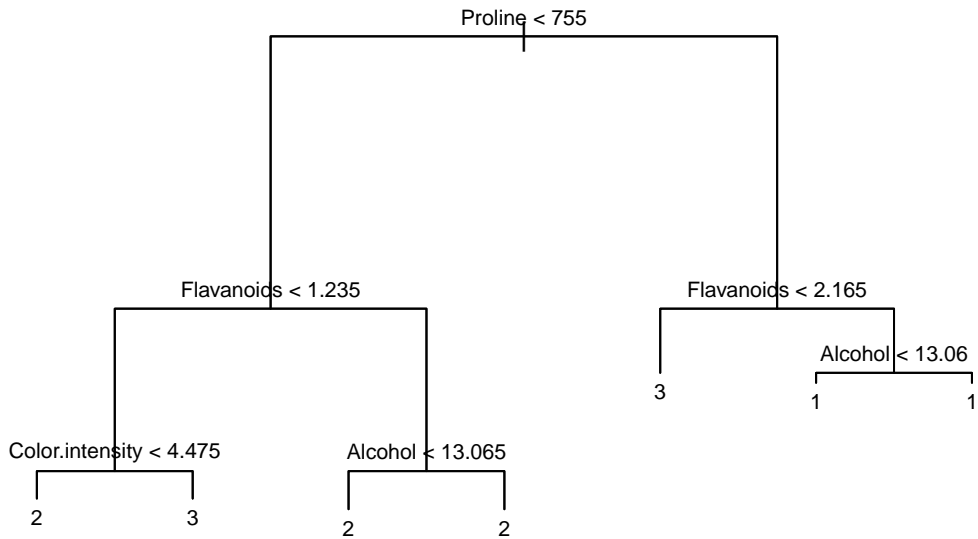 Proline < 755
Flavanoids < 1.235
Flavanoids < 2.165
Alcohol < 13.06
3
1
1
Color.intensity < 4.475
Alcohol < 13.065
2
3
2
2